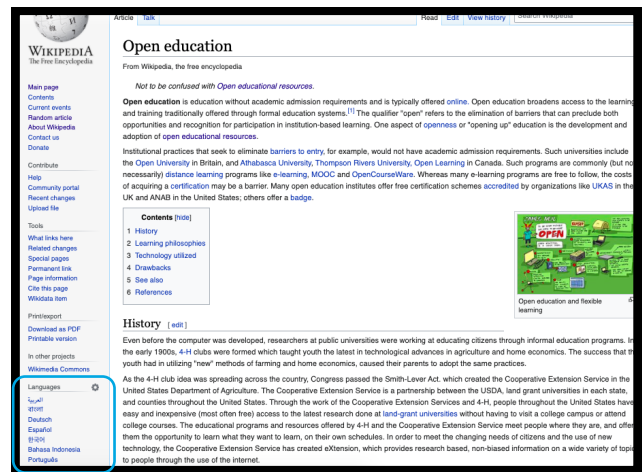 WIKIPEDIA
The Free Encyclopedia
Main page
Contents
Current events
Random article
About Wikipedia
Contact us
Donate
Contribute
Help
Community portal
Recent changes
Upload file
Tools
What links here
Related changes
Special pages
Permanent link
Page information
Cite this page
Wikidata item
Print/export
Download as PDF
Printable version
In other projects
Wikimedia Commons
Languages
العربية
বাংলা
Deutsch
Español
한국어
Bahasa Indonesia
Português
Article Talk Read Edit View history Search Wikipedia
Open education
From Wikipedia, the free encyclopedia
Not to be confused with Open educational resources.
Open education is education without academic admission requirements and is typically offered online. Open education broadens access to the learning
and training traditionally offered through formal education systems.[1] The qualifier "open" refers to the elimination of barriers that can preclude both
opportunities and recognition for participation in institution-based learning. One aspect of openness or "opening up" education is the development and
adoption of open educational resources.
Institutional practices that seek to eliminate barriers to entry, for example, would not have academic admission requirements. Such universities include
the Open University in Britain, and Athabasca University, Thompson Rivers University, Open Learning in Canada. Such programs are commonly (but no
necessarily) distance learning programs like e-learning, MOOC and OpenCourseWare. Whereas many e-learning programs are free to follow, the costs
of acquiring a certification may be a barrier. Many open education institutes offer free certification schemes accredited by organizations like UKAS in the
UK and ANAB in the United States; others offer a badge.
Contents [hide]
1 History
2 Learning philosophies
3 Technology utilized
4 Drawbacks
5 See also
6 References
OPEN
Open education and flexible
learning
History [ edit ]
Even before the computer was developed, researchers at public universities were working at educating citizens through informal education programs. In
the early 1900s, 4-H clubs were formed which taught youth the latest in technological advances in agriculture and home economics. The success that th
youth had in utilizing "new" methods of farming and home economics, caused their parents to adopt the same practices.
As the 4-H club idea was spreading across the country, Congress passed the Smith-Lever Act. which created the Cooperative Extension Service in the
United States Department of Agriculture. The Cooperative Extension Service is a partnership between the USDA, land grant universities in each state,
and counties throughout the United States. Through the work of the Cooperative Extension Services and 4-H, people throughout the United States have
easy and inexpensive (most often free) access to the latest research done at land-grant universities without having to visit a college campus or attend
college courses. The educational programs and resources offered by 4-H and the Cooperative Extension Service meet people where they are, and offer
them the opportunity to learn what they want to learn, on their own schedules. In order to meet the changing needs of citizens and the use of new
technology, the Cooperative Extension Service has created eXtension, which provides research based, non-biased information on a wide variety of topic
to people through the use of the internet.